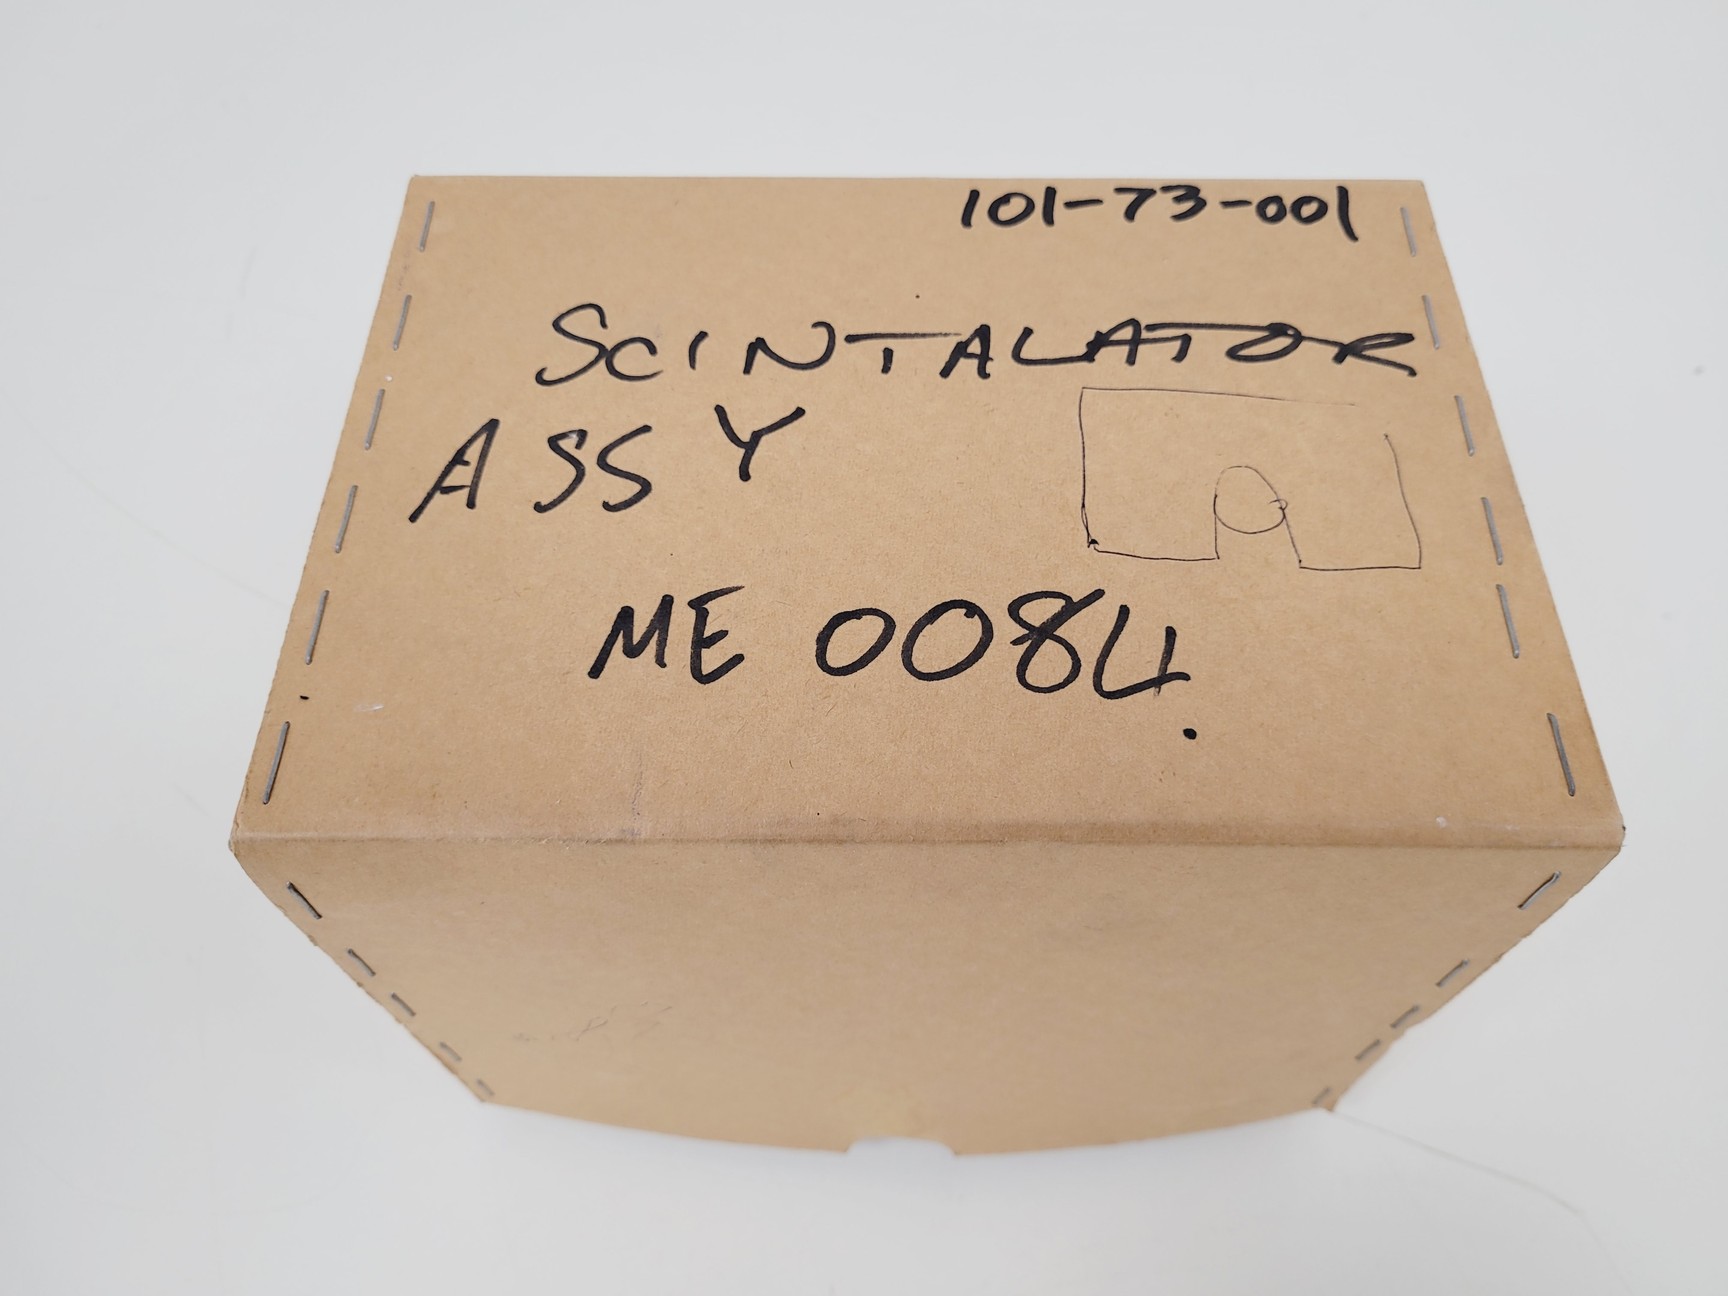 101-73-001
SCINTALATOR
ASSY
ME 0084.